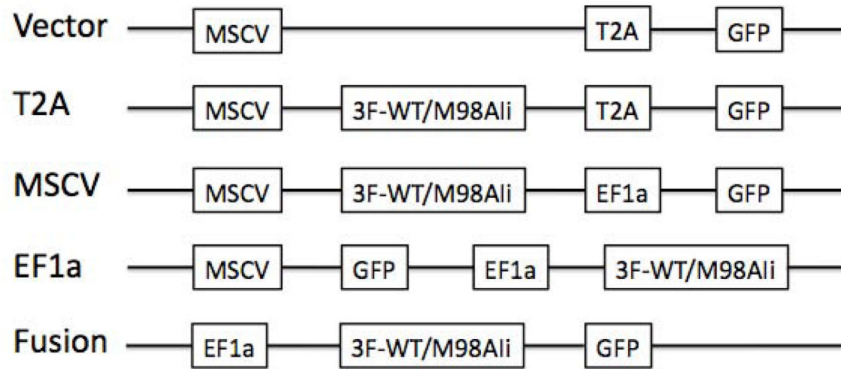 Vector MSCV T2A GFP
T2A MSCV 3F-WT/M98Ali T2A GFP
MSCV MSCV 3F-WT/M98Ali EF1a GFP
EF1a MSCV GFP EF1a 3F-WT/M98Ali
Fusion EF1a 3F-WT/M98Ali GFP